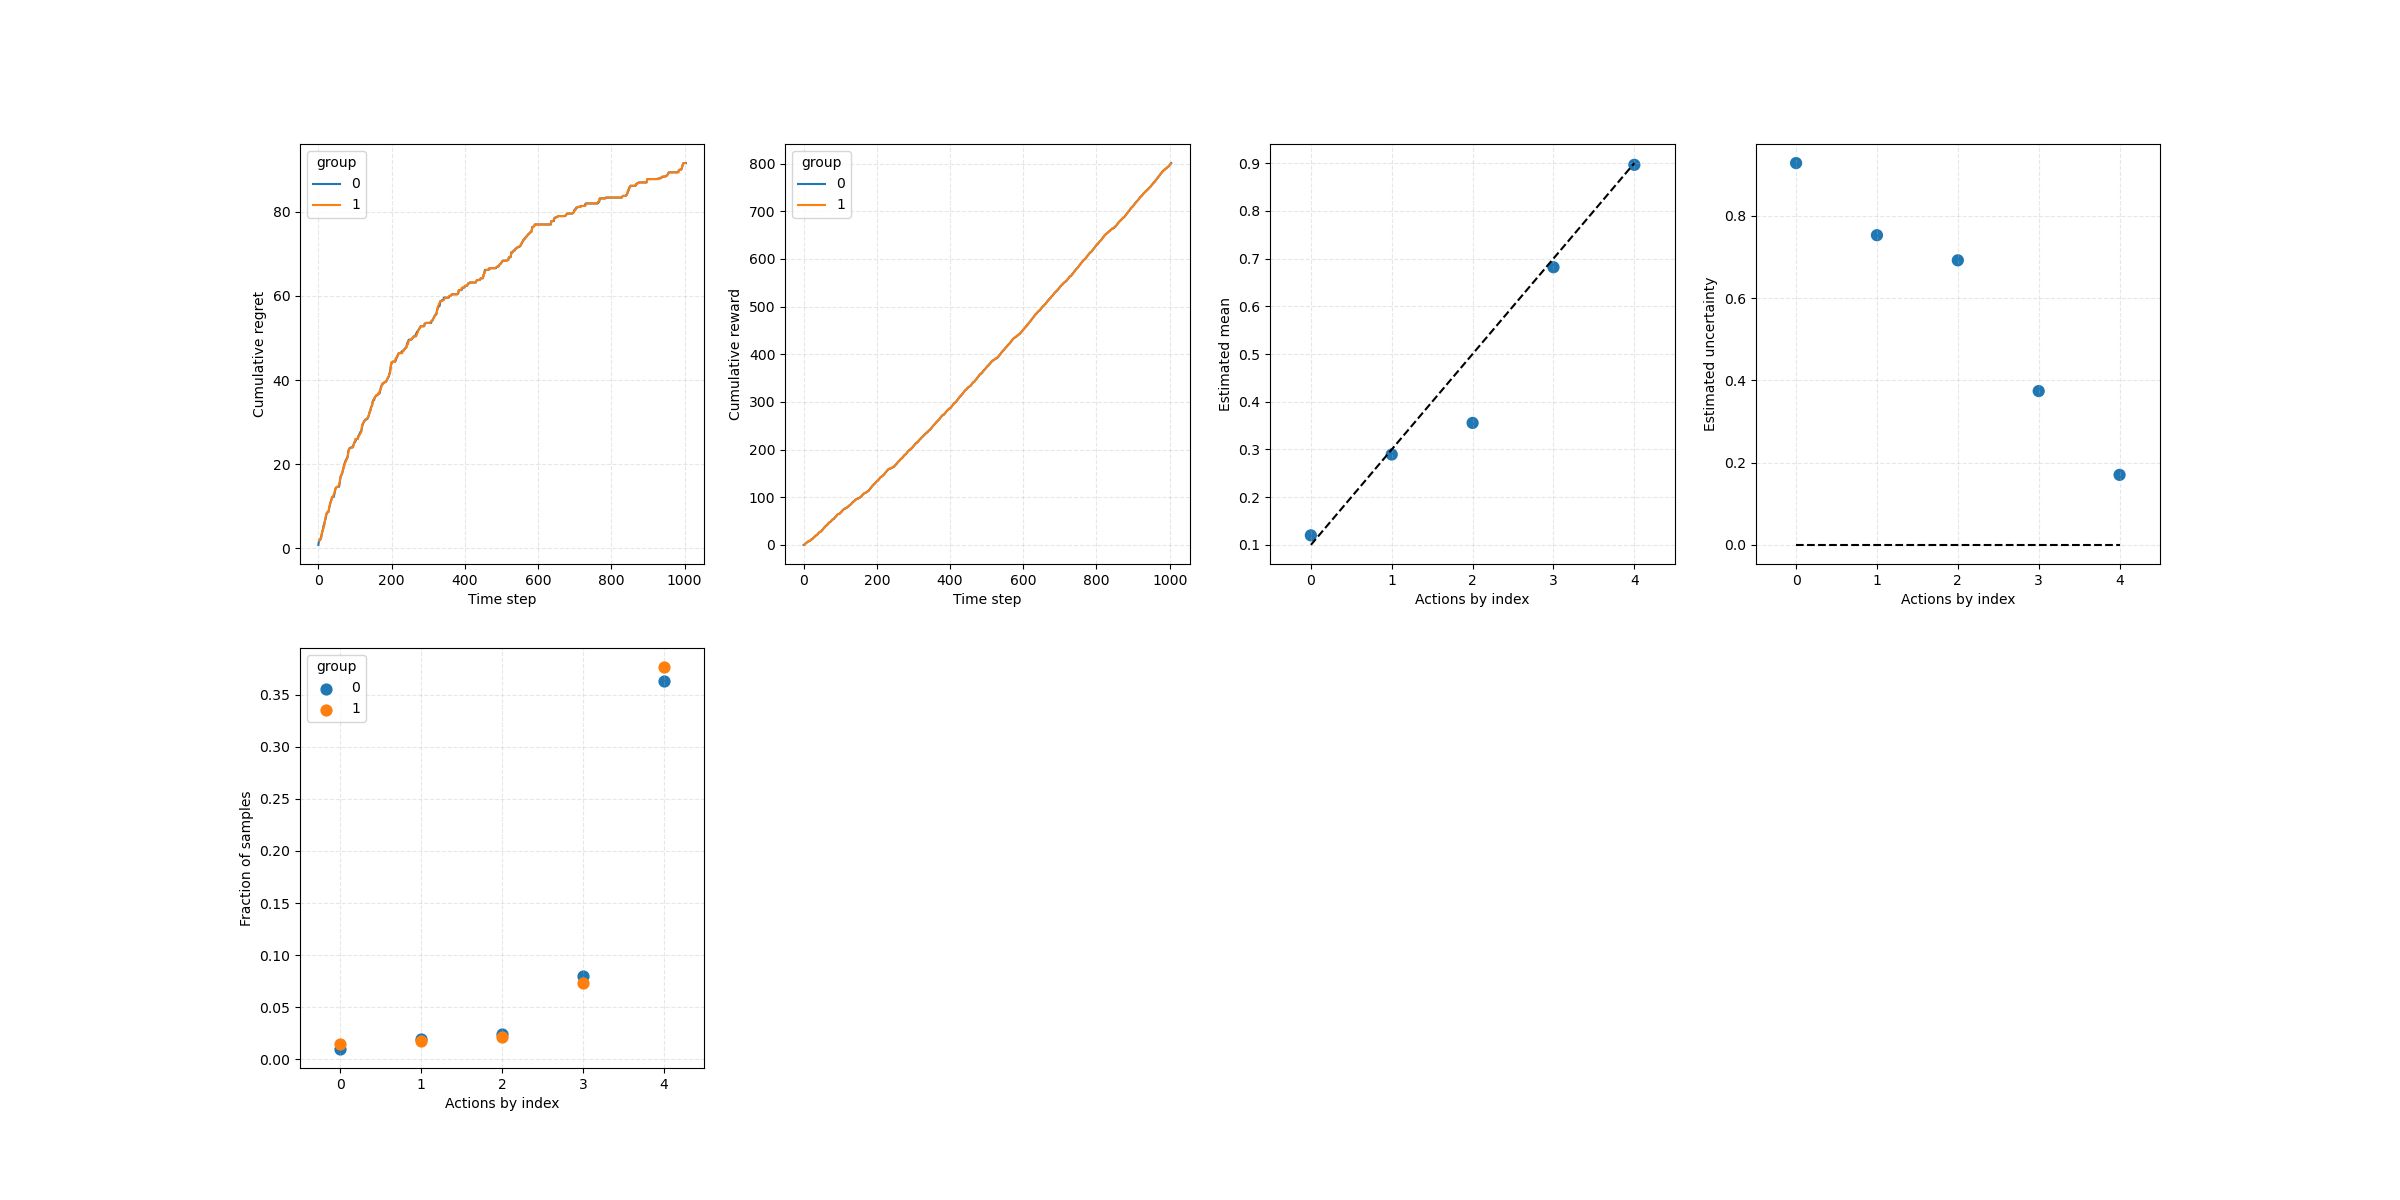 group
0
1
80
60
40
20
0
Cumulative regret
0 200 400 600 800 1000
Time step
group
0
1
800
700
600
500
400
300
200
100
0
Cumulative reward
0 200 400 600 800 1000
Time step
0.9
0.8
0.7
0.6
0.5
0.4
0.3
0.2
0.1
Estimated mean
0 1 2 3 4
Actions by index
0.8
0.6
0.4
0.2
0.0
Estimated uncertainty
0 1 2 3 4
Actions by index
group
0
1
0.35
0.30
0.25
0.20
0.15
0.10
0.05
0.00
Fraction of samples
0 1 2 3 4
Actions by index